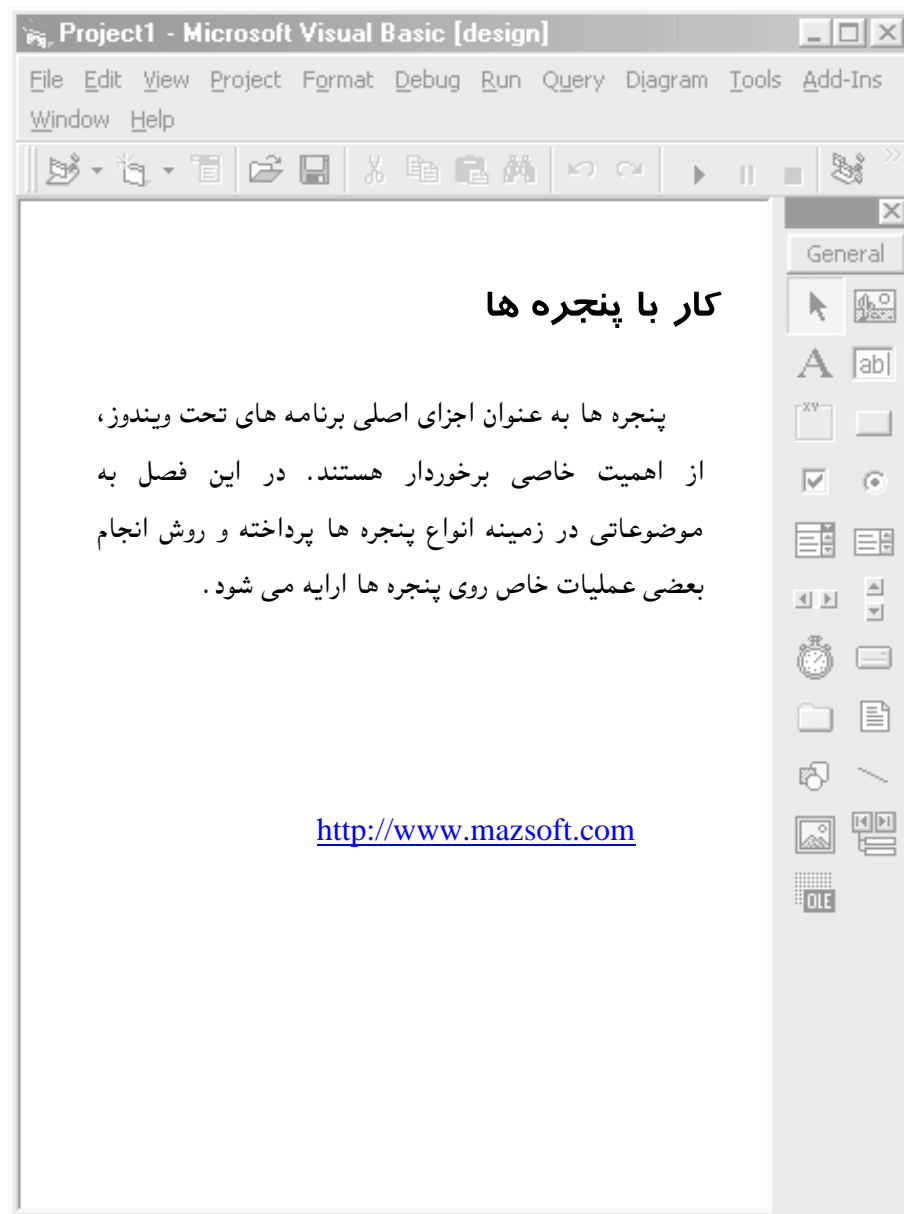 Project1 - Microsoft Visual Basic [design]
File Edit View Project Format Debug Run Query Diagram Tools Add-Ins
Window Help
General
کار با پنجره ها
A ab
xy
پنجره ها به عنوان اجزای اصلی برنامه های تحت ویندوز،
از اهمیت خاصی برخوردار هستند. در این فصل به
موضوعاتی در زمینه انواع پنجره ها پرداخته و روش انجام
بعضی عملیات خاص روی پنجره ها ارایه می شود.
http://www.mazsoft.com
OLE